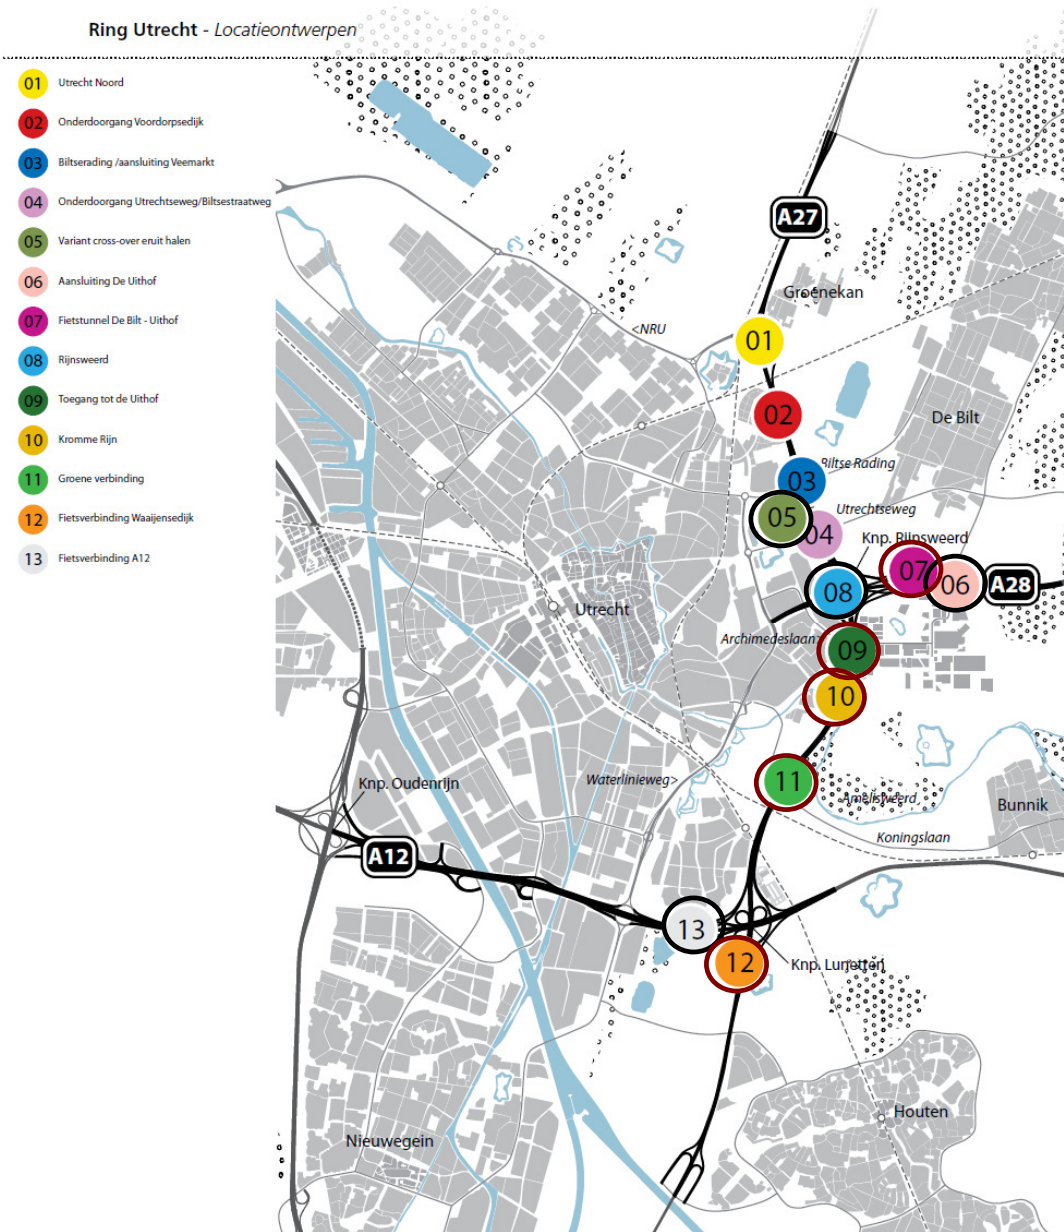 Ring Utrecht - Locatieontwerpen
01 Utrecht Noord
02 Onderdoorgang Voordorpsedijk
03 Biltserading /aansluiting Veemarkt
04 Onderdoorgang Utrechtseweg/Biltsestraatweg
05 Variant cross-over eruit halen
06 Aansluiting De Uithof
07 Fietstunnel De Bilt - Uithof
08 Rijnsweerd
09 Toegang tot de Uithof
10 Kromme Rijn
11 Groene verbinding
12 Fietsverbinding Waaijensedijk
13 Fietsverbinding A12
A27
Groenekan
<NRU
01
02
De Bilt
Biltse Rading
03
Utrechtseweg
05
04
Knp. Rijnsweerd
07
06
A28
08
Utrecht
Archimedeslaan
09
10
Waterlinieweg>
11
Amelisweerd
Knp. Oudenrijn
Bunnik
Koningslaan
A12
13
12
Knp. Lunetten
Houten
Nieuwegein